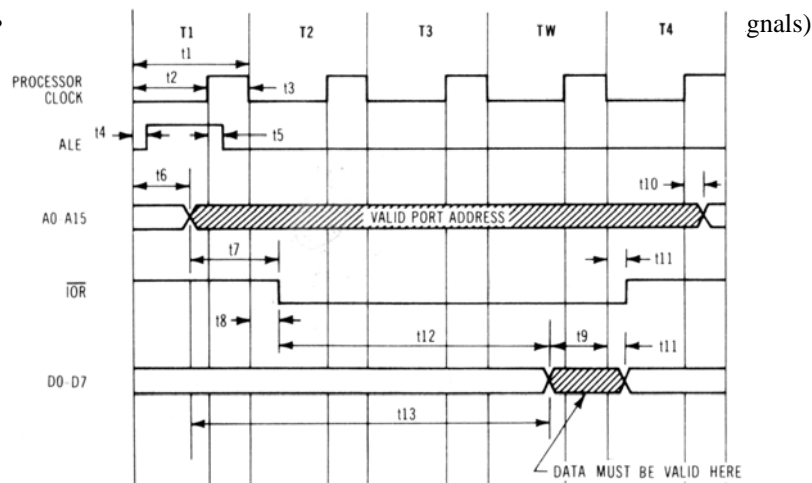 gnals)
T1 T2 T3 TW T4
t1
t2 t3
PROCESSOR
CLOCK
t4 t5
ALE
t6 t10
A0 A15 VALID PORT ADDRESS
t7 t11
IOR
t8
t12 t9 t11
D0-D7
t13
DATA MUST BE VALID HERE